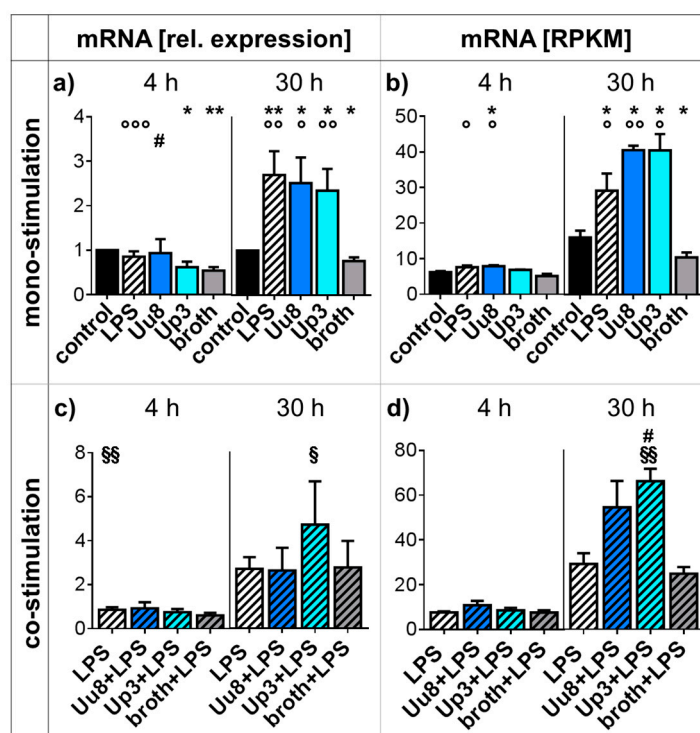 mRNA [rel. expression] mRNA [RPKM]
mono-stimulation
a) 4 h 30 h
°°° * ** ** * * *
# °° ° °°
4
3
2
1
0
control LPS Uu8 Up3 broth control LPS Uu8 Up3 broth
b) 4 h 30 h
* * * * *
° ° ° °° °
50
40
30
20
10
0
control LPS Uu8 Up3 broth control LPS Uu8 Up3 broth
co-stimulation
c) 4 h 30 h
§§ §
8
6
4
2
0
LPS Uu8+LPS Up3+LPS broth+LPS LPS Uu8+LPS Up3+LPS broth+LPS
d) 4 h 30 h
#
§§
80
60
40
20
0
LPS Uu8+LPS Up3+LPS broth+LPS LPS Uu8+LPS Up3+LPS broth+LPS